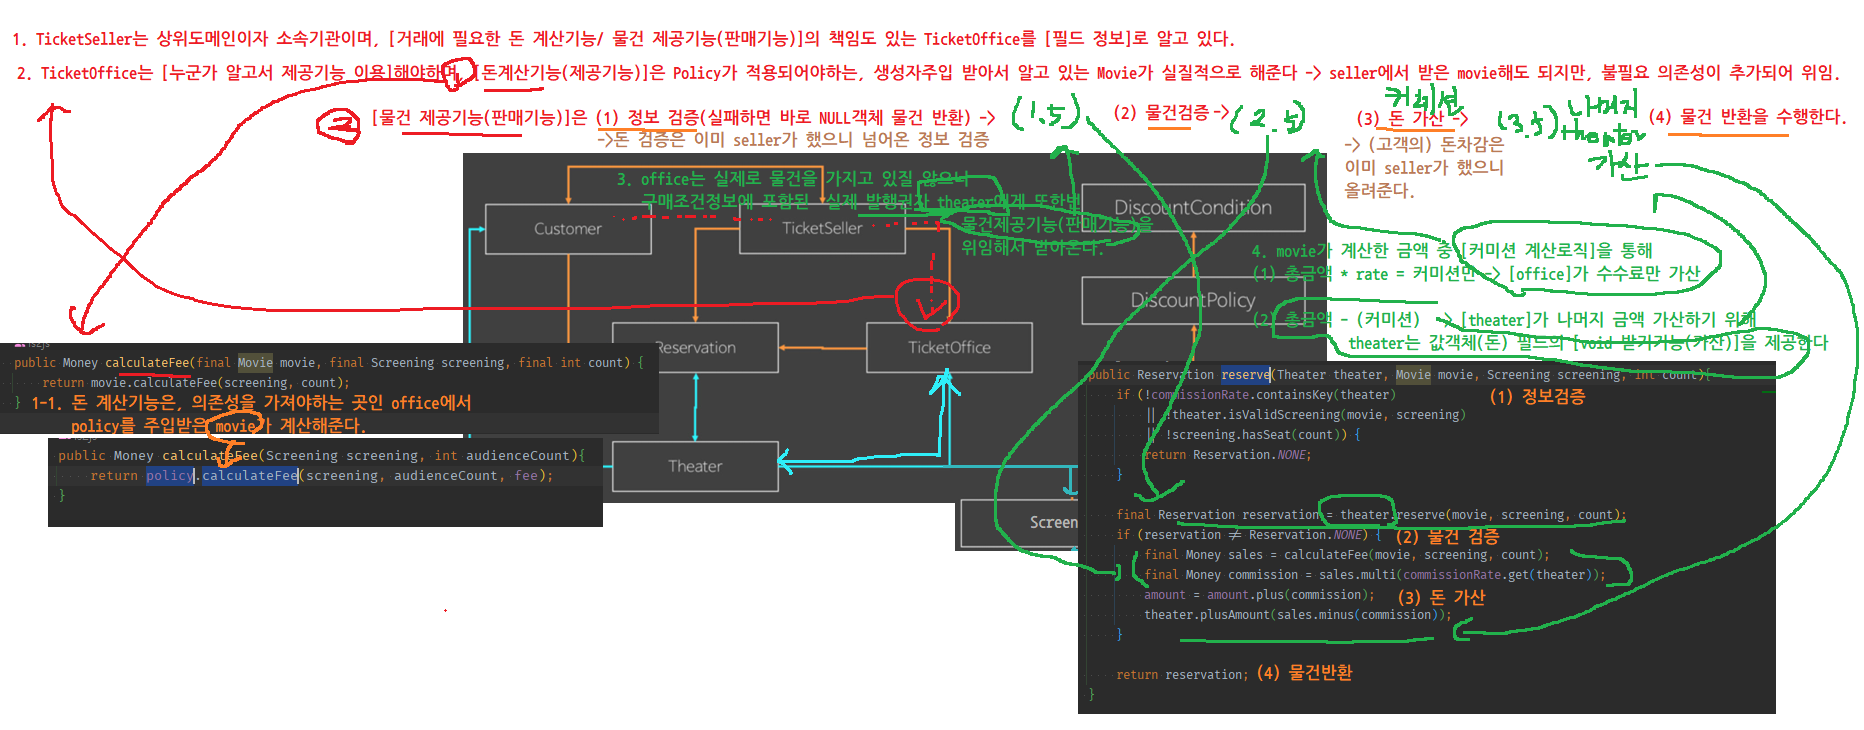 1. TicketSeller는 상위도메인이자 소속기관이며, [거래에 필요한 돈 계산기능/ 물건 제공기능(판매기능)]의 책임도 있는 TicketOffice를 [필드 정보]로 알고 있다.
2. TicketOffice는 [누군가 알고서 제공기능 이용]해야하며, [돈계산기능(제공기능)]은 Policy가 적용되어야하는, 생성자주입 받아서 알고 있는 Movie가 실질적으로 해준다 -> seller에서 받은 movie해도 되지만, 불필요 의존성이 추가되어 위임.
커미션
[물건 제공기능(판매기능)]은 (1) 정보 검증(실패하면 바로 NULL객체 물건 반환) -> (1.5) (2) 물건검증 -> (2.5) (3) 돈 가산 -> (3.5) 나머지 theater 가산 (4) 물건 반환을 수행한다.
->돈 검증은 이미 seller가 했으니 넘어온 정보 검증
-> (고객의) 돈차감은
이미 seller가 했으니
올려준다.
3. office는 실제로 물건을 가지고 있질 않으니
구매조건정보에 포함된 실제 발행권자 theater에게 또한번
물건제공기능(판매기능)을
위임해서 받아온다.
Customer
TicketSeller
DiscountCondition
DiscountPolicy
Reservation
TicketOffice
Theater
Screen
4. movie가 계산한 금액 중 [커미션 계산로직]을 통해
(1) 총금액 * rate = 커미션만 -> [office]가 수수료만 가산
(2) 총금액 - (커미션) -> [theater]가 나머지 금액 가산하기 위해
theater는 값객체(돈) 필드의 [void 받기기능(가산)]을 제공한다
public Money calculateFee(final Movie movie, final Screening screening, final int count) {
return movie.calculateFee(screening, count);
}
1-1. 돈 계산기능은, 의존성을 가져야하는 곳인 office에서
policy를 주입받은 movie가 계산해준다.
public Money calculateFee(Screening screening, int audienceCount){
return policy.calculateFee(screening, audienceCount, fee);
}
public Reservation reserve(Theater theater, Movie movie, Screening screening, int count){
if (!commissionRate.containsKey(theater) (1) 정보검증
|| !theater.isValidScreening(movie, screening)
|| !screening.hasSeat(count)) {
return Reservation.NONE;
}
final Reservation reservation = theater.reserve(movie, screening, count);
if (reservation ≠ Reservation.NONE) { (2) 물건 검증
final Money sales = calculateFee(movie, screening, count);
final Money commission = sales.multi(commissionRate.get(theater));
amount = amount.plus(commission); (3) 돈 가산
theater.plusAmount(sales.minus(commission));
}
return reservation; (4) 물건반환
}